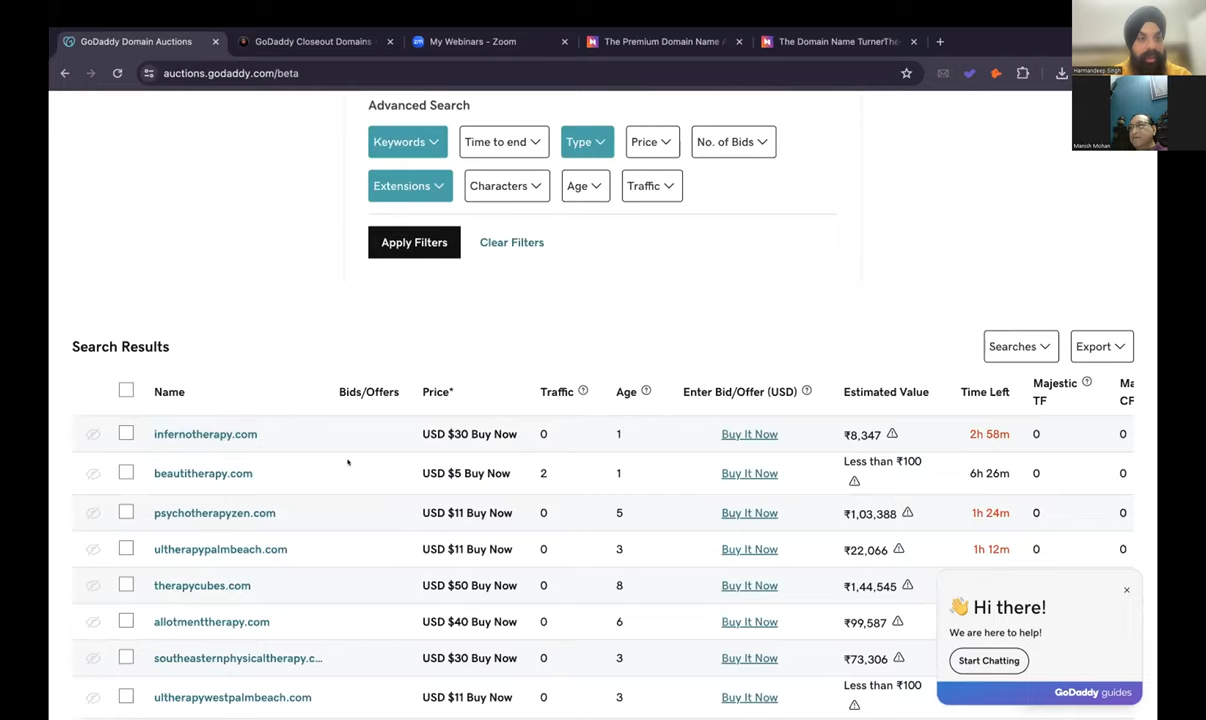 GoDaddy Domain Auctions
GoDaddy Closeout Domains
My Webinars - Zoom
The Premium Domain Name
The Domain Name TurnerThe
auctions.godaddy.com/beta
Harmandeep Singh
Manish Mohan
Advanced Search
Keywords Time to end Type Price No. of Bids
Extensions Characters Age Traffic
Apply Filters Clear Filters
Search Results Searches Export
Name Bids/Offers Price* Traffic Age Enter Bid/Offer (USD) Estimated Value Time Left Majestic TF Ma CF
infernotherapy.com USD $30 Buy Now 0 1 Buy It Now ₹8,347 2h 58m 0 0
beautitherapy.com USD $5 Buy Now 2 1 Buy It Now Less than ₹100 6h 26m 0 0
psychotherapyzen.com USD $11 Buy Now 0 5 Buy It Now ₹1,03,388 1h 24m 0 0
ultherapypalmbeach.com USD $11 Buy Now 0 3 Buy It Now ₹22,066 1h 12m 0 0
therapycubes.com USD $50 Buy Now 0 8 Buy It Now ₹1,44,545
allotmenttherapy.com USD $40 Buy Now 0 6 Buy It Now ₹99,587
southeasternphysicaltherapy.c... USD $30 Buy Now 0 3 Buy It Now ₹73,306
ultherapywestpalmbeach.com USD $11 Buy Now 0 3 Buy It Now Less than ₹100
👋 Hi there!
We are here to help!
Start Chatting
GoDaddy guides